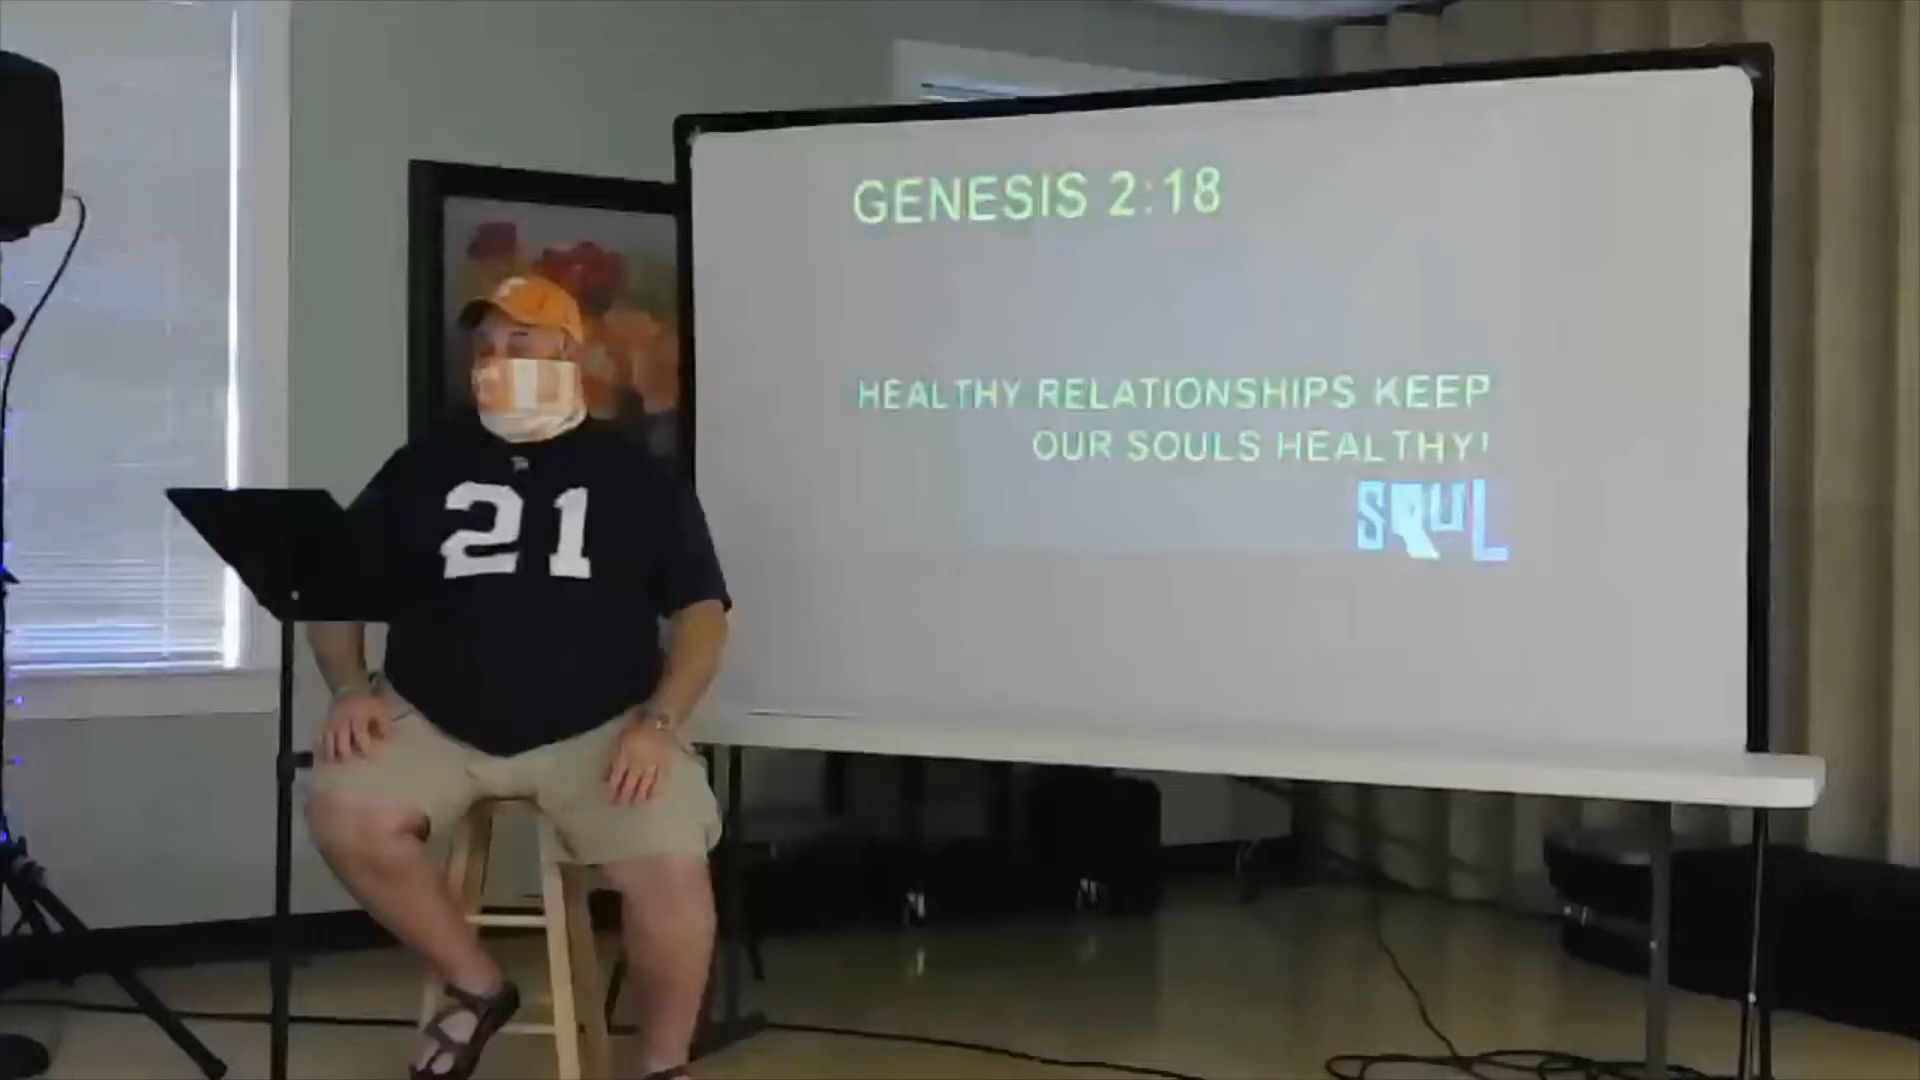 GENESIS 2:18
HEALTHY RELATIONSHIPS KEEP
OUR SOULS HEALTHY!
SOUL
21